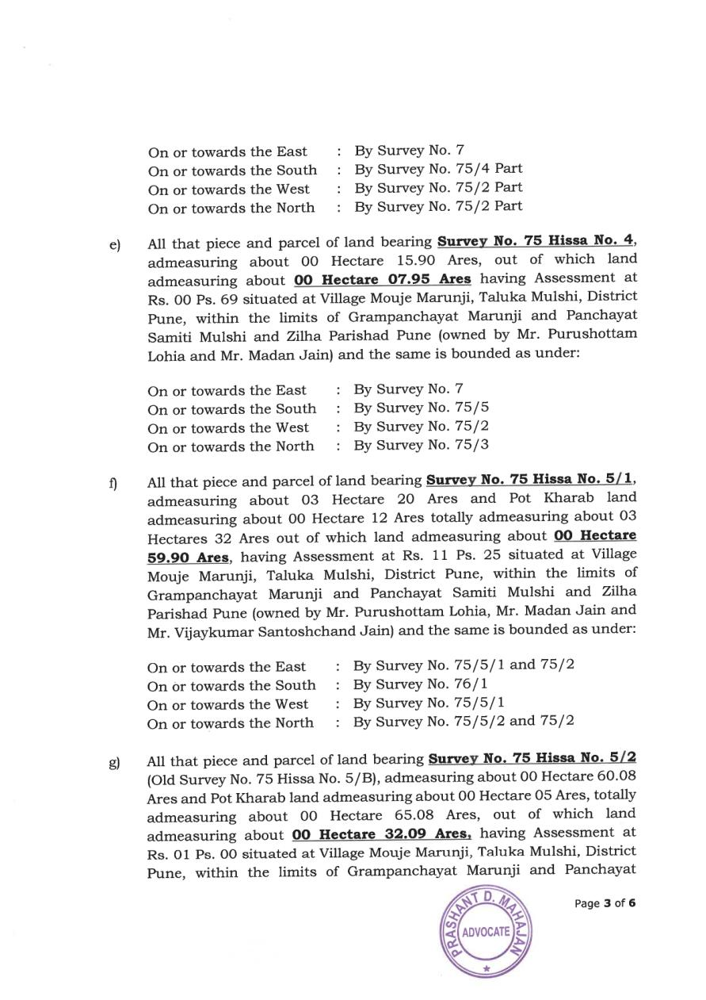 On or towards the East : By Survey No. 7
On or towards the South : By Survey No. 75/4 Part
On or towards the West : By Survey No. 75/2 Part
On or towards the North : By Survey No. 75/2 Part
e) All that piece and parcel of land bearing Survey No. 75 Hissa No. 4,
admeasuring about 00 Hectare 15.90 Ares, out of which land
admeasuring about 00 Hectare 07.95 Ares having Assessment at
Rs. 00 Ps. 69 situated at Village Mouje Marunji, Taluka Mulshi, District
Pune, within the limits of Grampanchayat Marunji and Panchayat
Samiti Mulshi and Zilha Parishad Pune (owned by Mr. Purushottam
Lohia and Mr. Madan Jain) and the same is bounded as under:
On or towards the East : By Survey No. 7
On or towards the South : By Survey No. 75/5
On or towards the West : By Survey No. 75/2
On or towards the North : By Survey No. 75/3
f) All that piece and parcel of land bearing Survey No. 75 Hissa No. 5/1,
admeasuring about 03 Hectare 20 Ares and Pot Kharab land
admeasuring about 00 Hectare 12 Ares totally admeasuring about 03
Hectares 32 Ares out of which land admeasuring about 00 Hectare
59.90 Ares, having Assessment at Rs. 11 Ps. 25 situated at Village
Mouje Marunji, Taluka Mulshi, District Pune, within the limits of
Grampanchayat Marunji and Panchayat Samiti Mulshi and Zilha
Parishad Pune (owned by Mr. Purushottam Lohia, Mr. Madan Jain and
Mr. Vijaykumar Santoshchand Jain) and the same is bounded as under:
On or towards the East : By Survey No. 75/5/1 and 75/2
On or towards the South : By Survey No. 76/1
On or towards the West : By Survey No. 75/5/1
On or towards the North : By Survey No. 75/5/2 and 75/2
g) All that piece and parcel of land bearing Survey No. 75 Hissa No. 5/2
(Old Survey No. 75 Hissa No. 5/B), admeasuring about 00 Hectare 60.08
Ares and Pot Kharab land admeasuring about 00 Hectare 05 Ares, totally
admeasuring about 00 Hectare 65.08 Ares, out of which land
admeasuring about 00 Hectare 32.09 Ares, having Assessment at
Rs. 01 Ps. 00 situated at Village Mouje Marunji, Taluka Mulshi, District
Pune, within the limits of Grampanchayat Marunji and Panchayat
Page 3 of 6
PRASHANT D. MAHAJAN
ADVOCATE